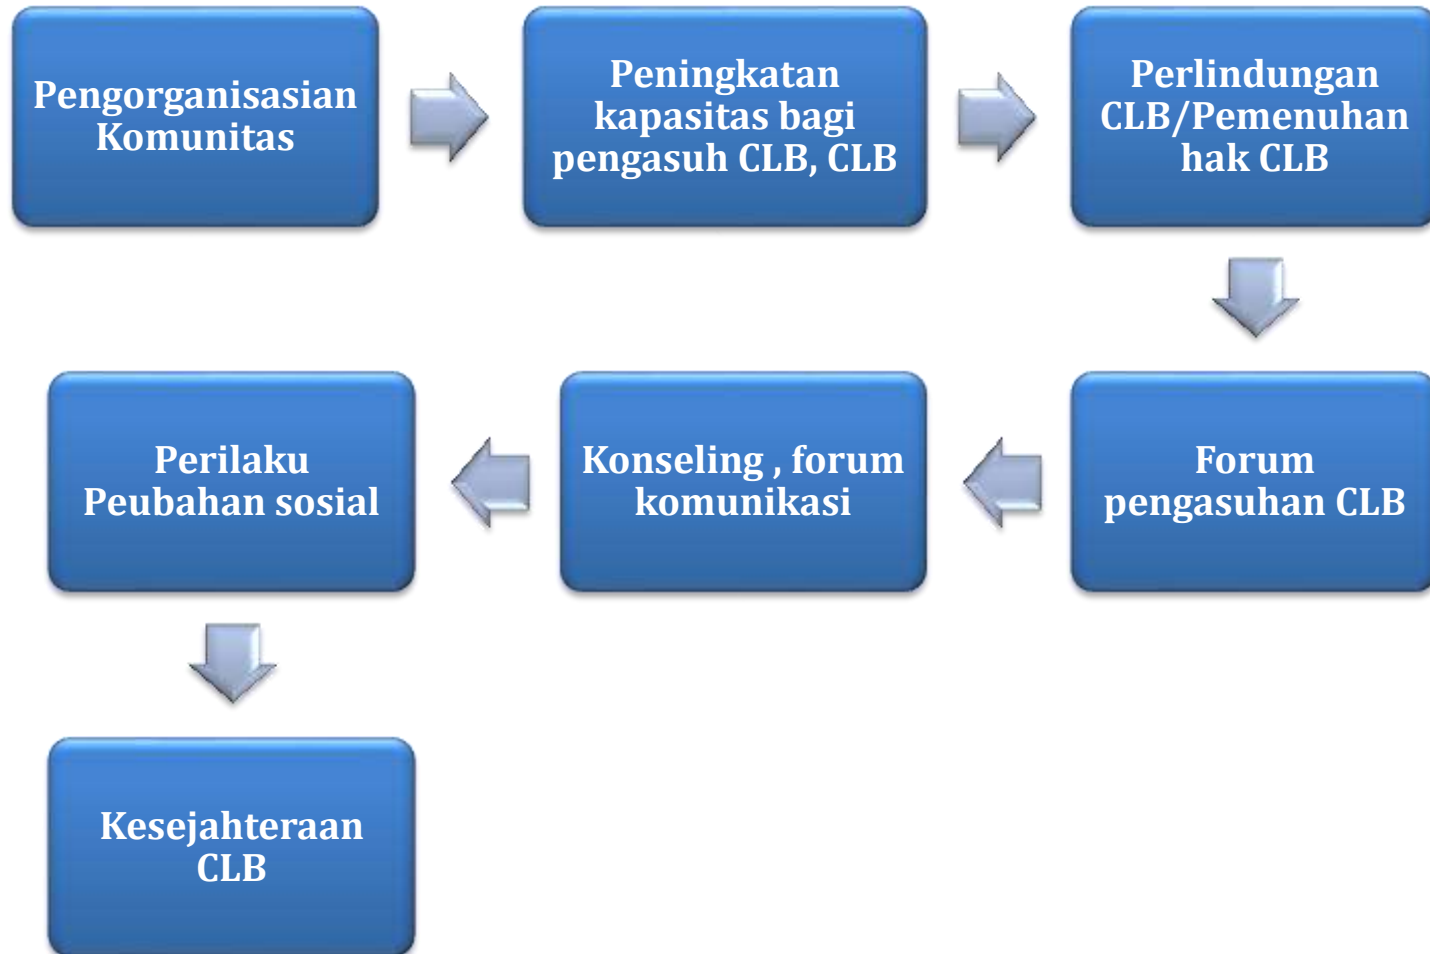 Pengorganisasian
Komunitas
Peningkatan
kapasitas bagi
pengasuh CLB, CLB
Perlindungan
CLB/Pemenuhan
hak CLB
Forum
pengasuhan CLB
Konseling , forum
komunikasi
Perilaku
Peubahan sosial
Kesejahteraan
CLB